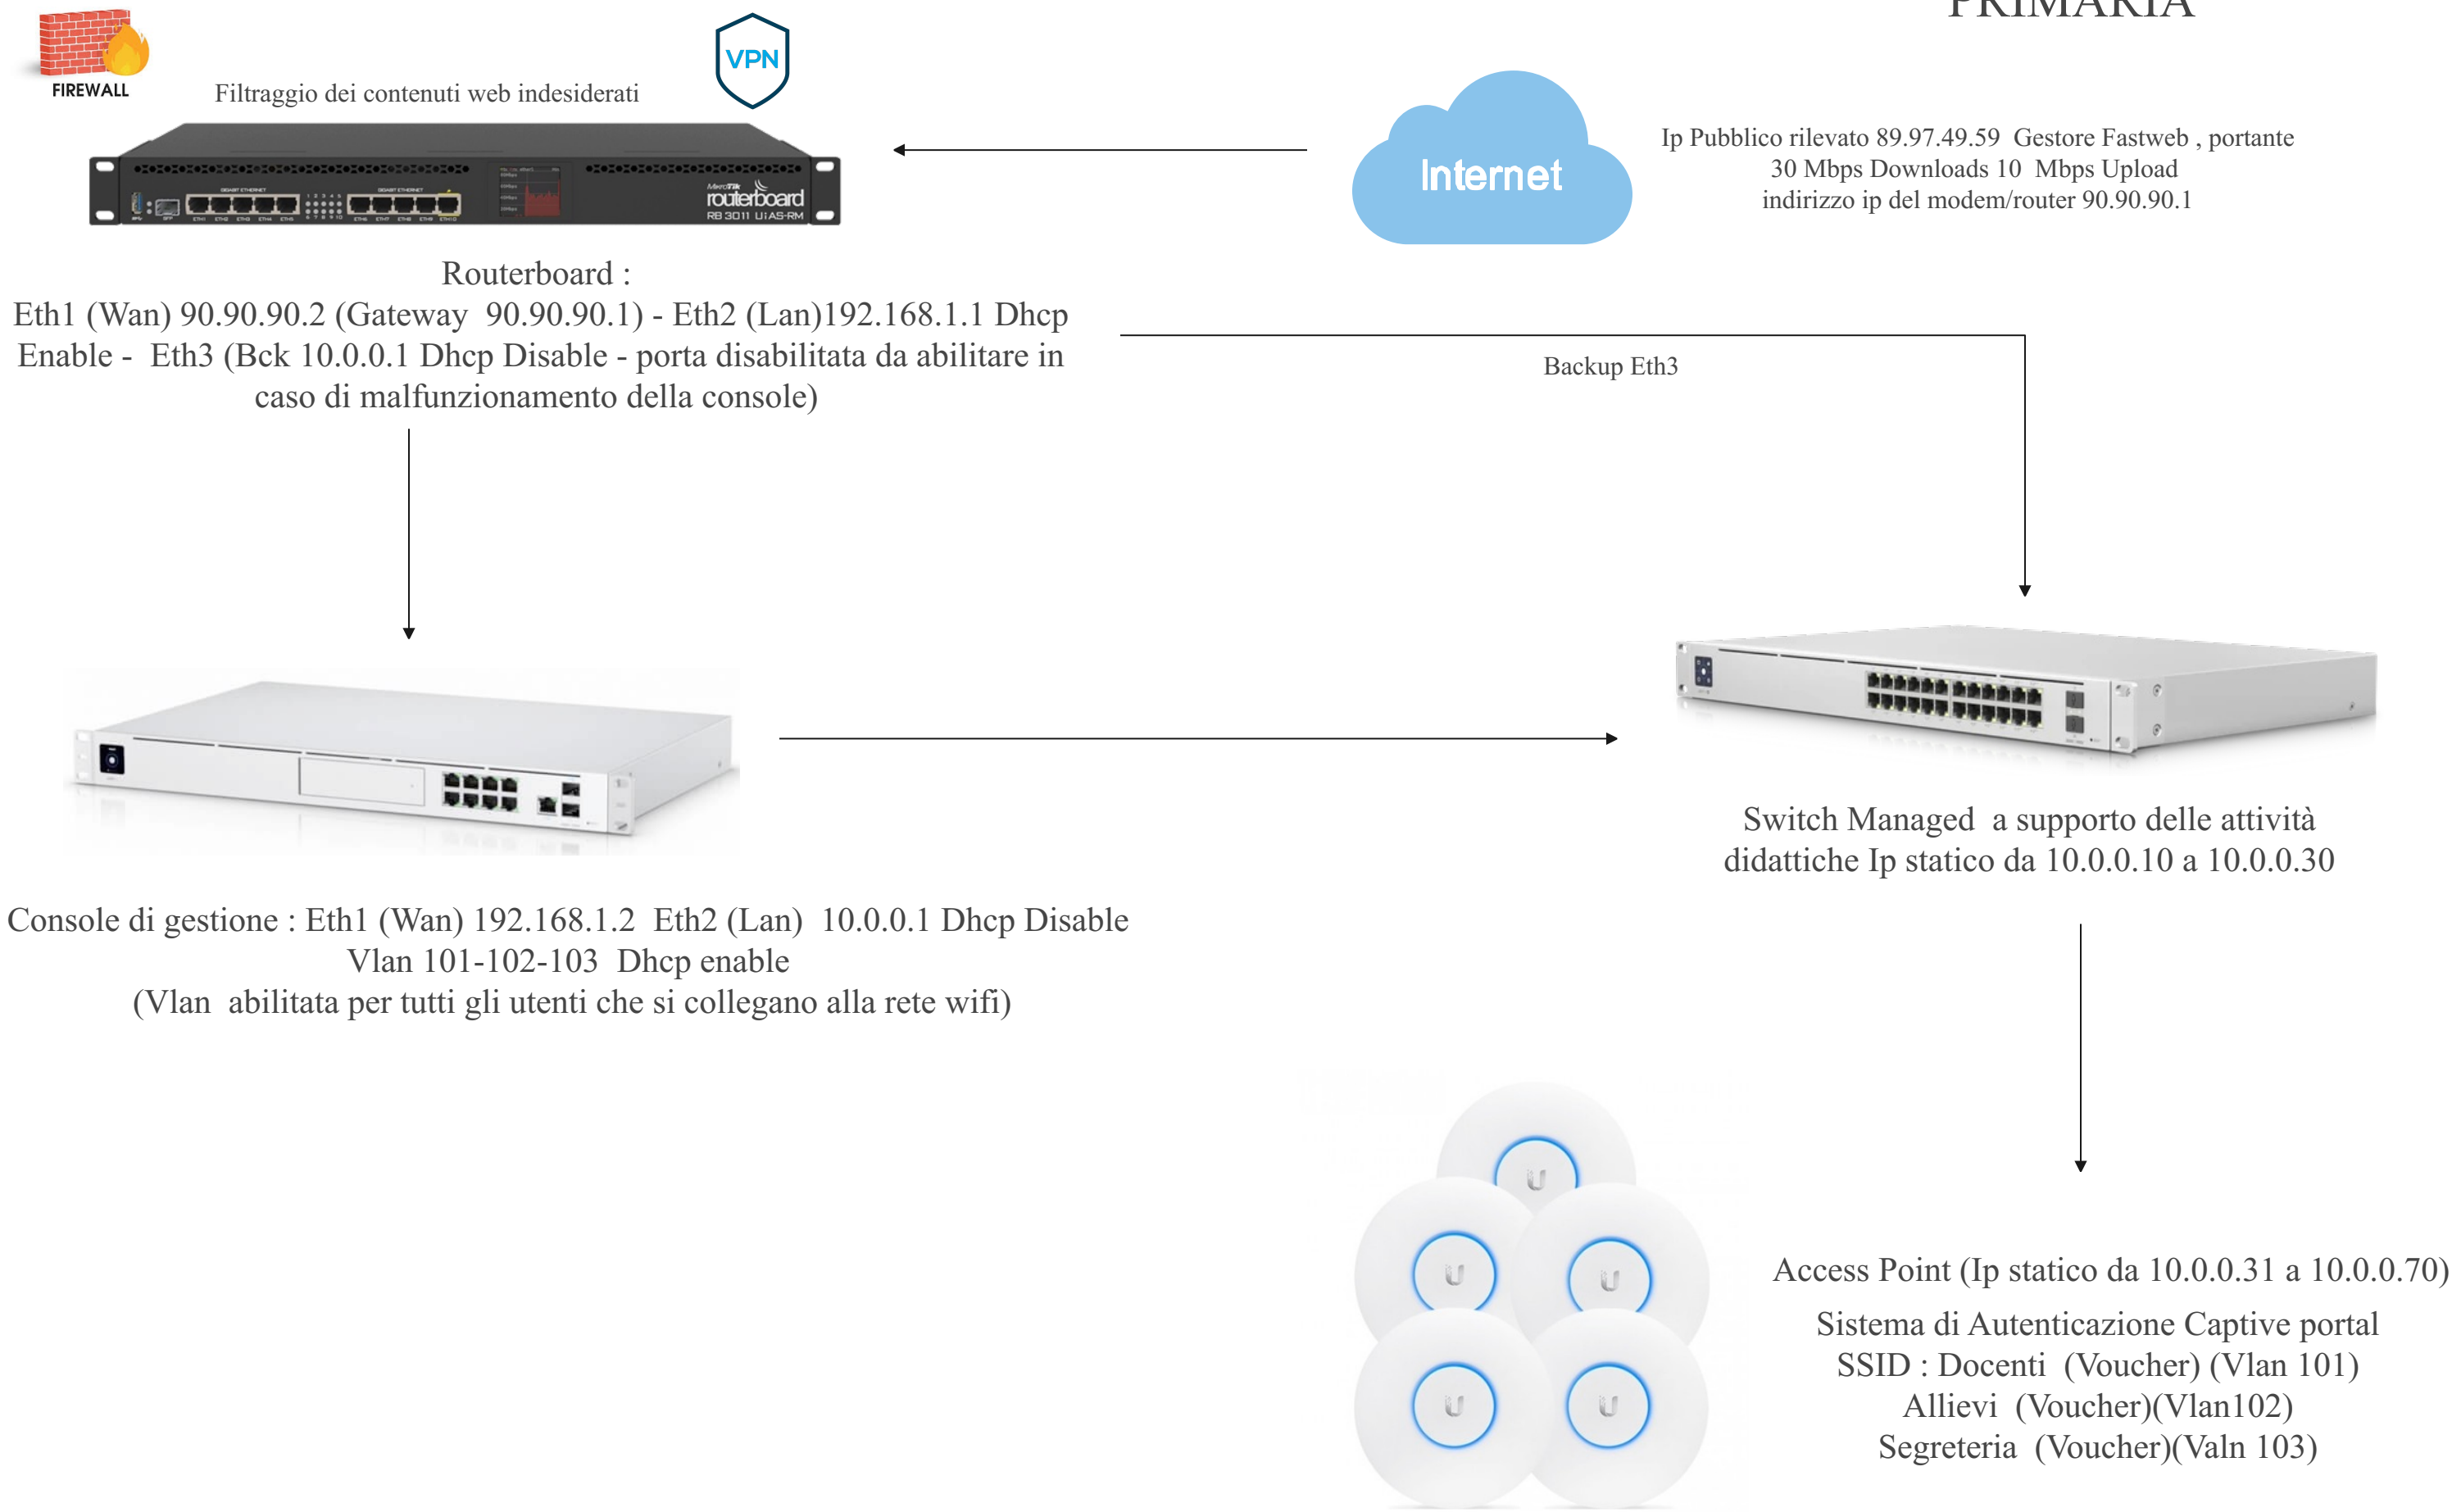 PRIMARIA
FIREWALL
Filtraggio dei contenuti web indesiderati
VPN
Internet
Ip Pubblico rilevato 89.97.49.59  Gestore Fastweb , portante
30 Mbps Downloads 10  Mbps Upload
indirizzo ip del modem/router 90.90.90.1
GIGABIT ETHERNET
GIGABIT ETHERNET
MikroTik
routerboard
RB 3011 UiAS-RM
Routerboard :
Eth1 (Wan) 90.90.90.2 (Gateway  90.90.90.1) - Eth2 (Lan)192.168.1.1 Dhcp
Enable -  Eth3 (Bck 10.0.0.1 Dhcp Disable - porta disabilitata da abilitare in
caso di malfunzionamento della console)
Backup Eth3
Switch Managed  a supporto delle attività
didattiche Ip statico da 10.0.0.10 a 10.0.0.30
Console di gestione : Eth1 (Wan) 192.168.1.2  Eth2 (Lan)  10.0.0.1 Dhcp Disable
Vlan 101-102-103  Dhcp enable
(Vlan  abilitata per tutti gli utenti che si collegano alla rete wifi)
Access Point (Ip statico da 10.0.0.31 a 10.0.0.70)
Sistema di Autenticazione Captive portal
SSID : Docenti  (Voucher) (Vlan 101)
Allievi  (Voucher)(Vlan102)
Segreteria  (Voucher)(Valn 103)